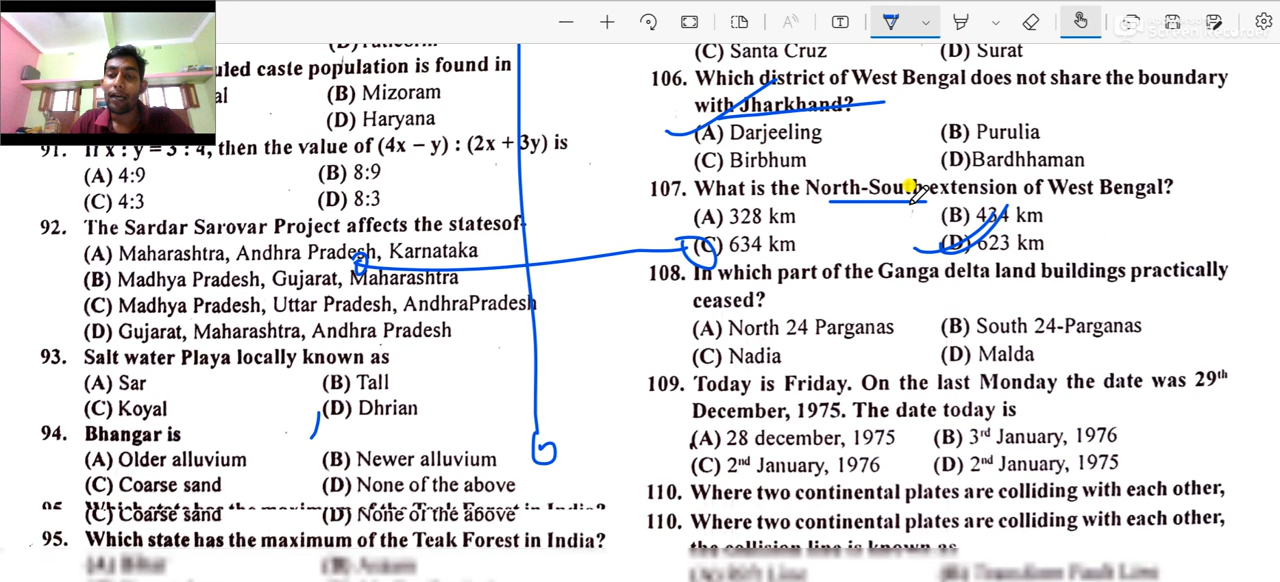 uled caste population is found in
al (B) Mizoram
(D) Haryana
91. If x : y = 3 : 4, then the value of (4x – y) : (2x + 3y) is
(A) 4:9 (B) 8:9
(C) 4:3 (D) 8:3
92. The Sardar Sarovar Project affects the statesof-
(A) Maharashtra, Andhra Pradesh, Karnataka
(B) Madhya Pradesh, Gujarat, Maharashtra
(C) Madhya Pradesh, Uttar Pradesh, AndhraPradesh
(D) Gujarat, Maharashtra, Andhra Pradesh
93. Salt water Playa locally known as
(A) Sar (B) Tall
(C) Koyal (D) Dhrian
94. Bhangar is
(A) Older alluvium (B) Newer alluvium
(C) Coarse sand (D) None of the above
(C) Coarse sand (D) None of the above
95. Which state has the maximum of the Teak Forest in India?
(C) Santa Cruz (D) Surat
106. Which district of West Bengal does not share the boundary
with Jharkhand?
(A) Darjeeling (B) Purulia
(C) Birbhum (D)Bardhhaman
107. What is the North-South extension of West Bengal?
(A) 328 km (B) 434 km
(C) 634 km (D) 623 km
108. In which part of the Ganga delta land buildings practically
ceased?
(A) North 24 Parganas (B) South 24-Parganas
(C) Nadia (D) Malda
109. Today is Friday. On the last Monday the date was 29th
December, 1975. The date today is
(A) 28 december, 1975 (B) 3rd January, 1976
(C) 2nd January, 1976 (D) 2nd January, 1975
110. Where two continental plates are colliding with each other,
110. Where two continental plates are colliding with each other,
the collision line is known as